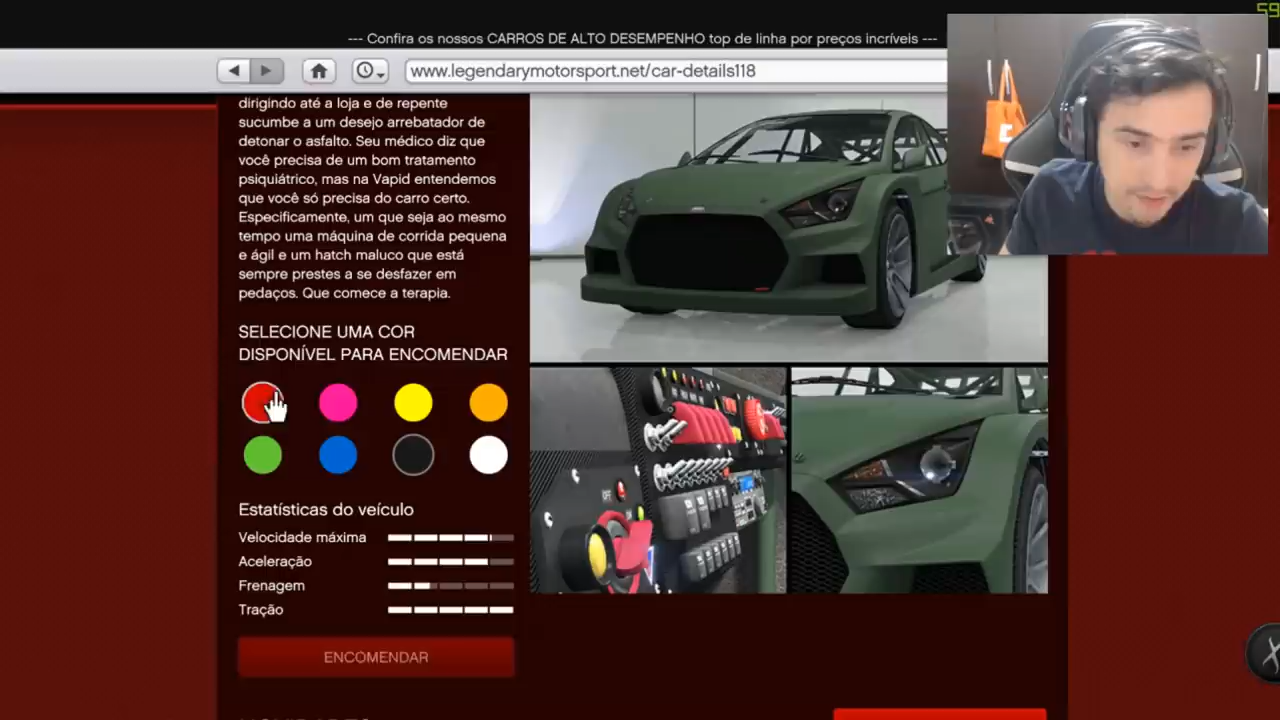 59
--- Confira os nossos CARROS DE ALTO DESEMPENHO top de linha por preços incríveis ---
www.legendarymotorsport.net/car-details118
dirigindo até a loja e de repente
sucumbe a um desejo arrebatador de
detonar o asfalto. Seu médico diz que
você precisa de um bom tratamento
psiquiátrico, mas na Vapid entendemos
que você só precisa do carro certo.
Especificamente, um que seja ao mesmo
tempo uma máquina de corrida pequena
e ágil e um hatch maluco que está
sempre prestes a se desfazer em
pedaços. Que comece a terapia.
SELECIONE UMA COR
DISPONÍVEL PARA ENCOMENDAR
OFF
Estatísticas do veículo
Velocidade máxima
Aceleração
Frenagem
Tração
ENCOMENDAR